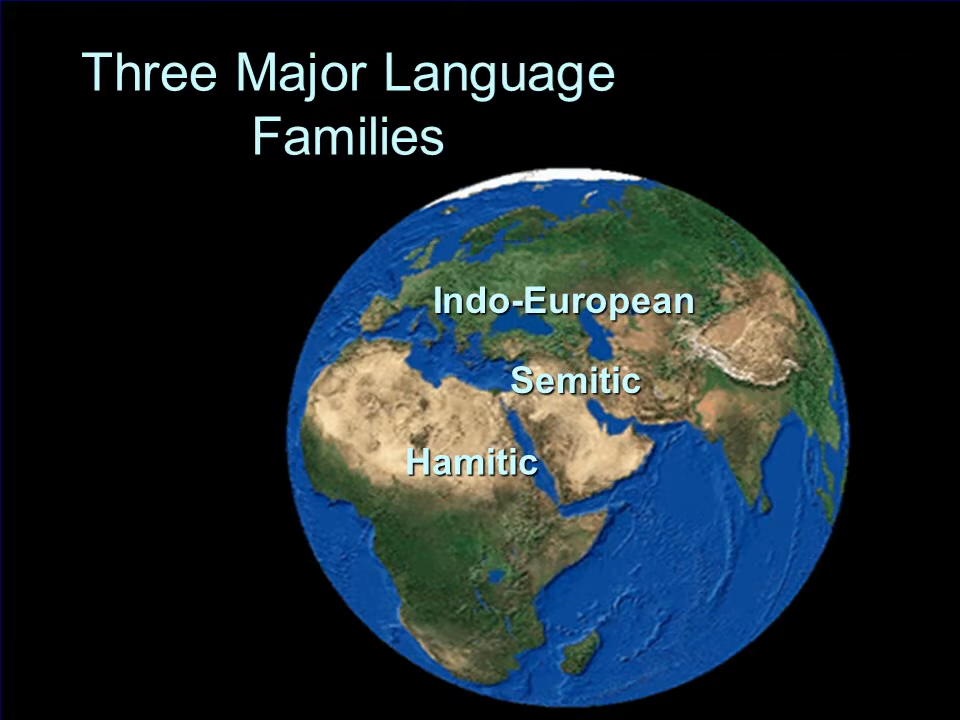 Three Major Language
Families
Indo-European
Semitic
Hamitic